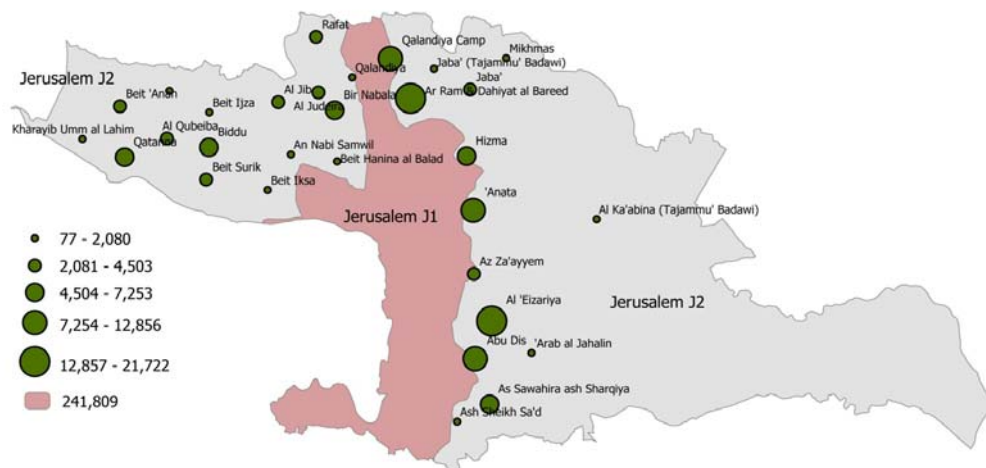 Rafat
Qalandiya Camp
Mikhmas
Jaba' (Tajammu' Badawi)
Qalandiya
Jaba'
Jerusalem J2
Beit 'Anan
Al Jib
Bir Nabala
Ar Ram & Dahiyat al Bareed
Al Judeira
Beit Ijza
Kharayib Umm al Lahim
Al Qubeiba
Biddu
Qatanna
An Nabi Samwil
Beit Hanina al Balad
Hizma
Beit Surik
Beit Iksa
'Anata
Al Ka'abina (Tajammu' Badawi)
Jerusalem J1
77 - 2,080
2,081 - 4,503
4,504 - 7,253
7,254 - 12,856
12,857 - 21,722
241,809
Az Za'ayyem
Al 'Eizariya
Jerusalem J2
Abu Dis
'Arab al Jahalin
As Sawahira ash Sharqiya
Ash Sheikh Sa'd